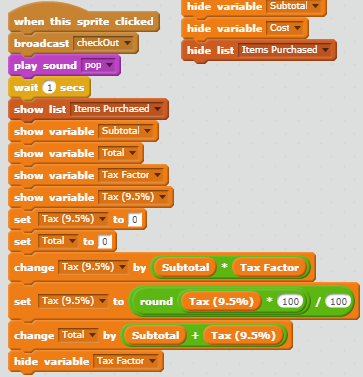 when this sprite clicked
broadcast checkOut
play sound pop
wait 1 secs
show list Items Purchased
show variable Subtotal
show variable Total
show variable Tax Factor
show variable Tax (9.5%)
set Tax (9.5%) to 0
set Total to 0
change Tax (9.5%) by Subtotal * Tax Factor
set Tax (9.5%) to round Tax (9.5%) * 100 / 100
change Total by Subtotal + Tax (9.5%)
hide variable Tax Factor
hide variable Subtotal
hide variable Cost
hide list Items Purchased